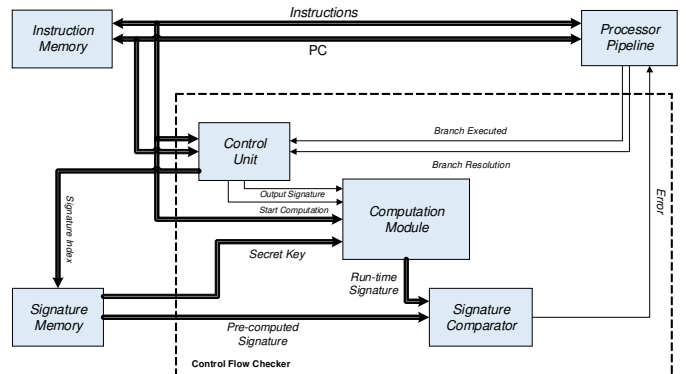 Instructions
Instruction
Memory
Processor
Pipeline
PC
Control
Unit
Branch Executed
Branch Resolution
Output Signature
Start Computation
Computation
Module
Signature Index
Error
Secret Key
Run-time
Signature
Signature
Memory
Signature
Comparator
Pre-computed
Signature
Control Flow Checker